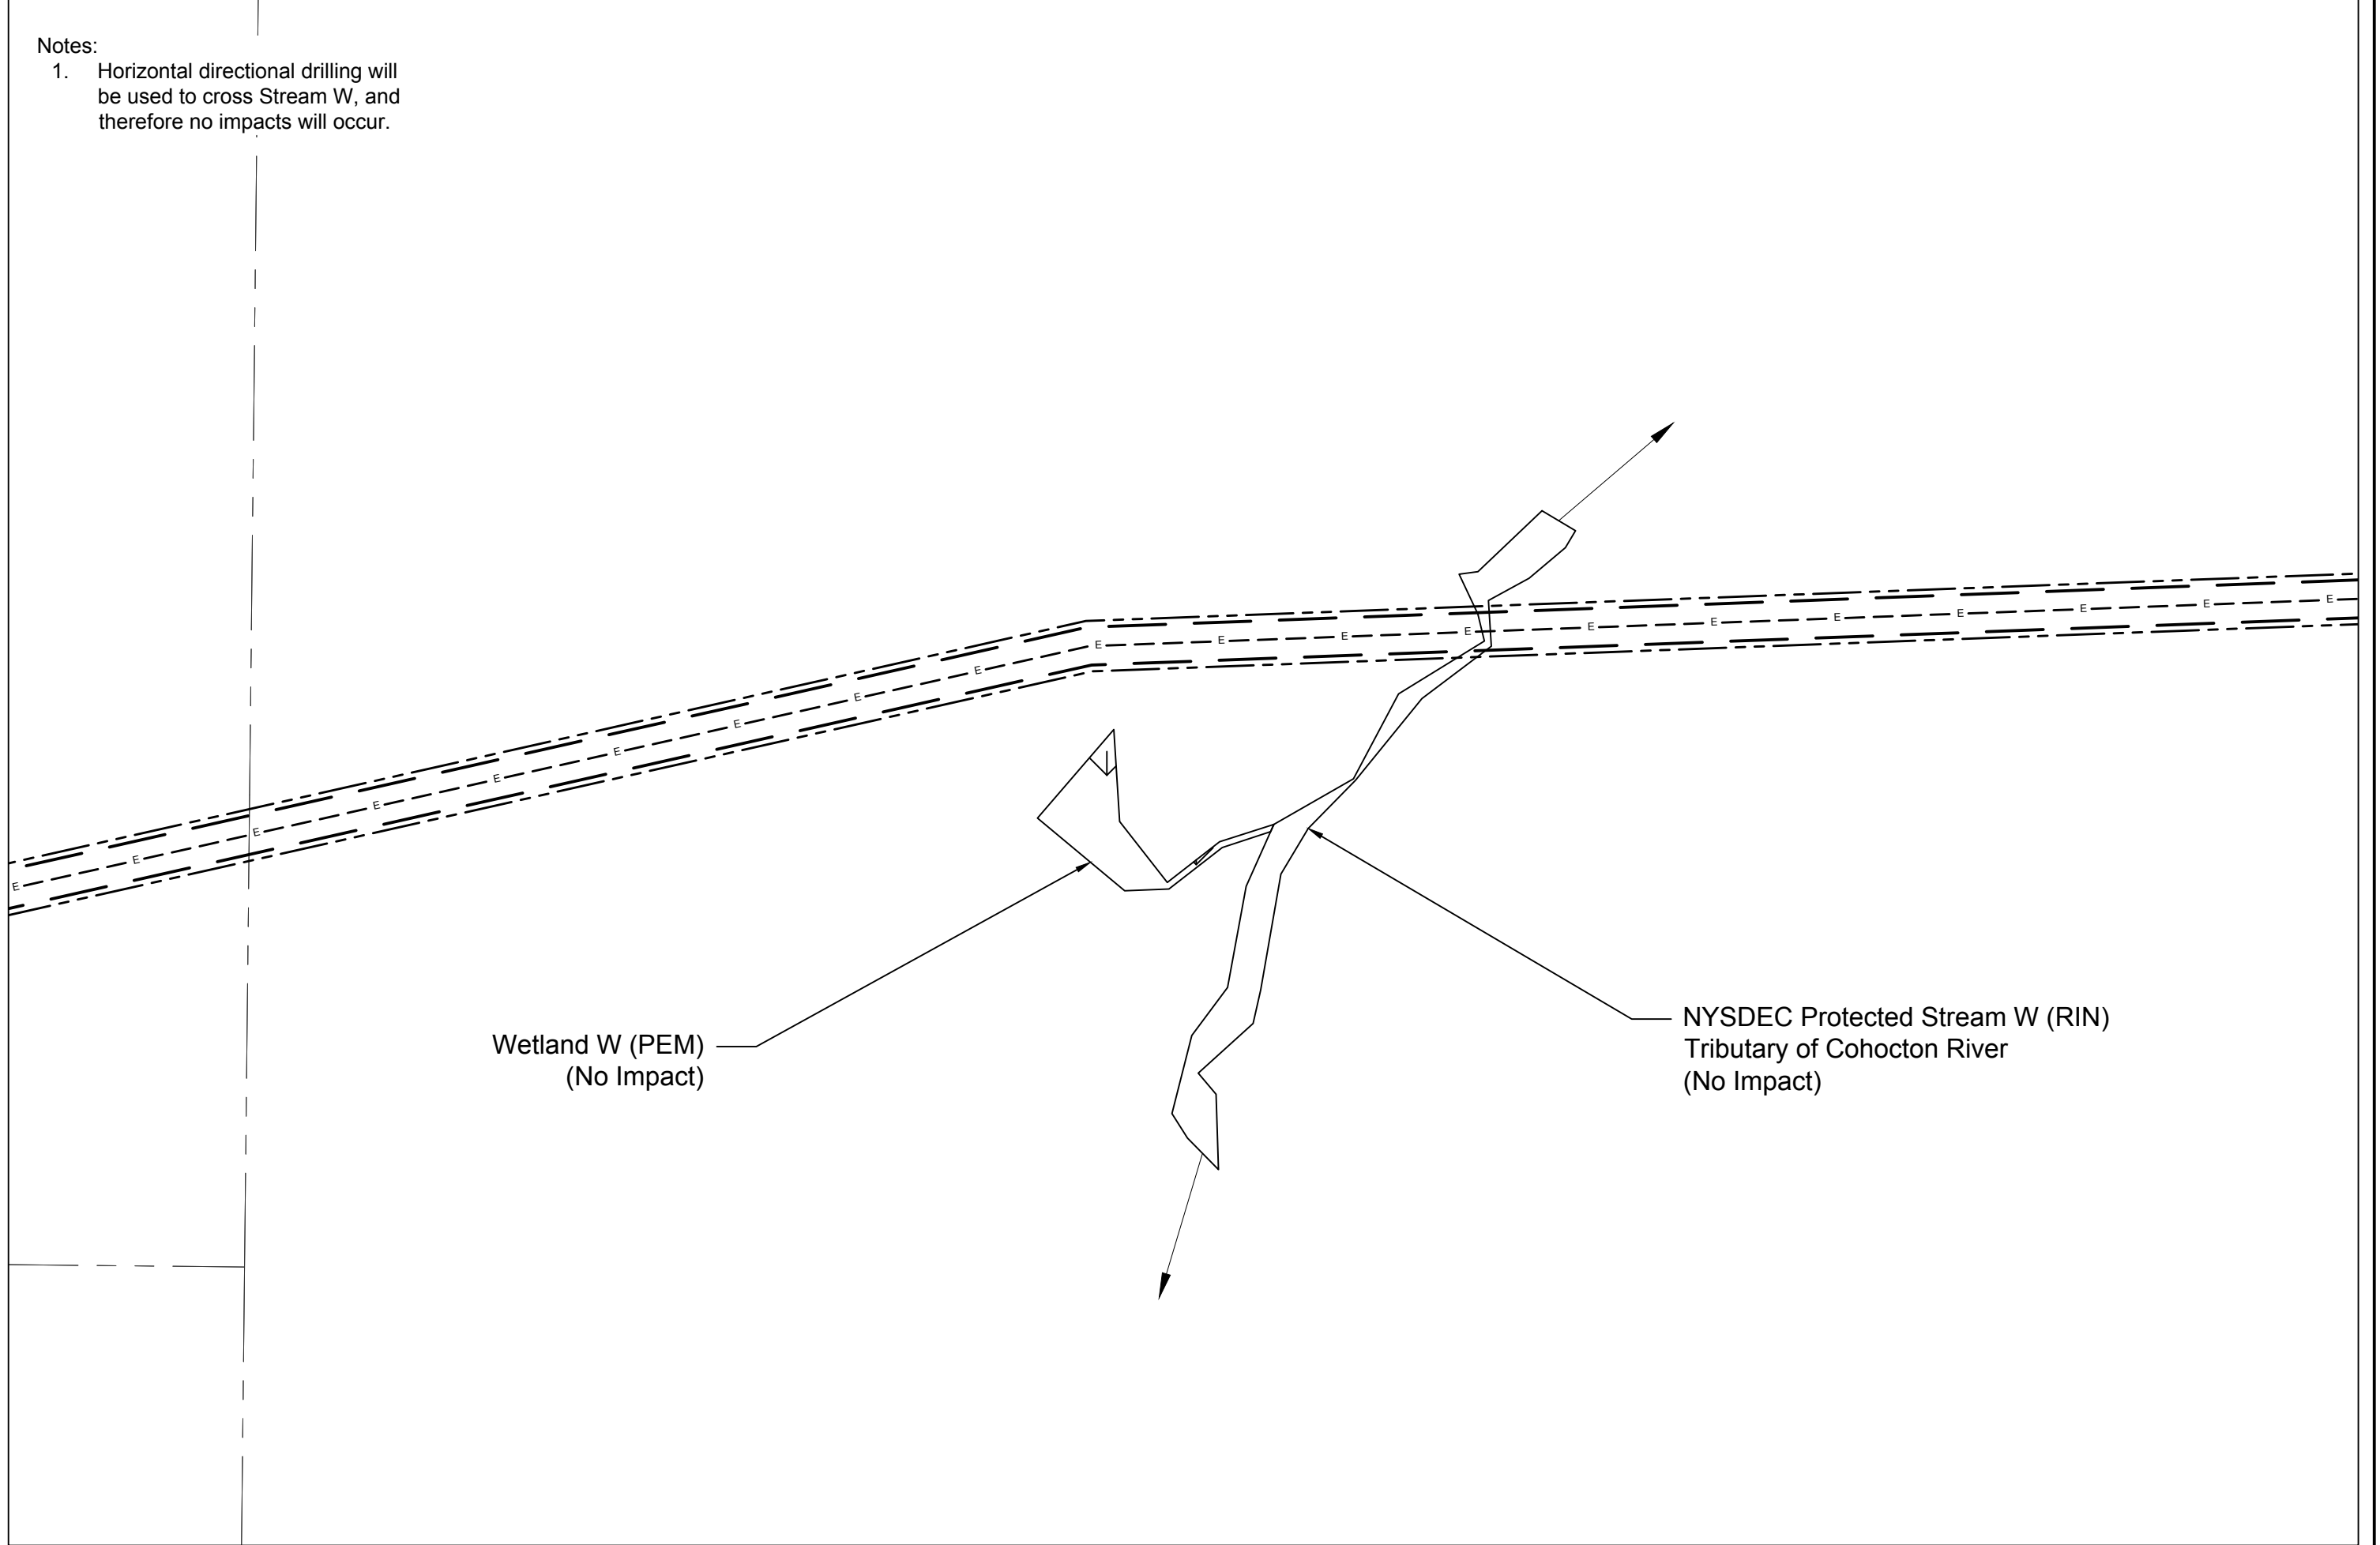 Notes:
1. Horizontal directional drilling will
be used to cross Stream W, and
therefore no impacts will occur.
E E E E E E E E E E E
E E E E E E E E E
Wetland W (PEM)
(No Impact)
NYSDEC Protected Stream W (RIN)
Tributary of Cohocton River
(No Impact)